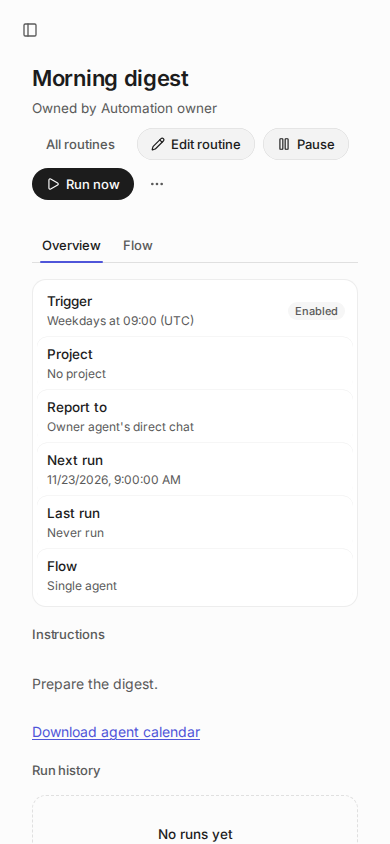 Morning digest
Owned by Automation owner
All routines
Edit routine
Pause
Run now
Overview
Flow
Trigger
Weekdays at 09:00 (UTC)
Enabled
Project
No project
Report to
Owner agent's direct chat
Next run
11/23/2026, 9:00:00 AM
Last run
Never run
Flow
Single agent
Instructions
Prepare the digest.
Download agent calendar
Run history
No runs yet